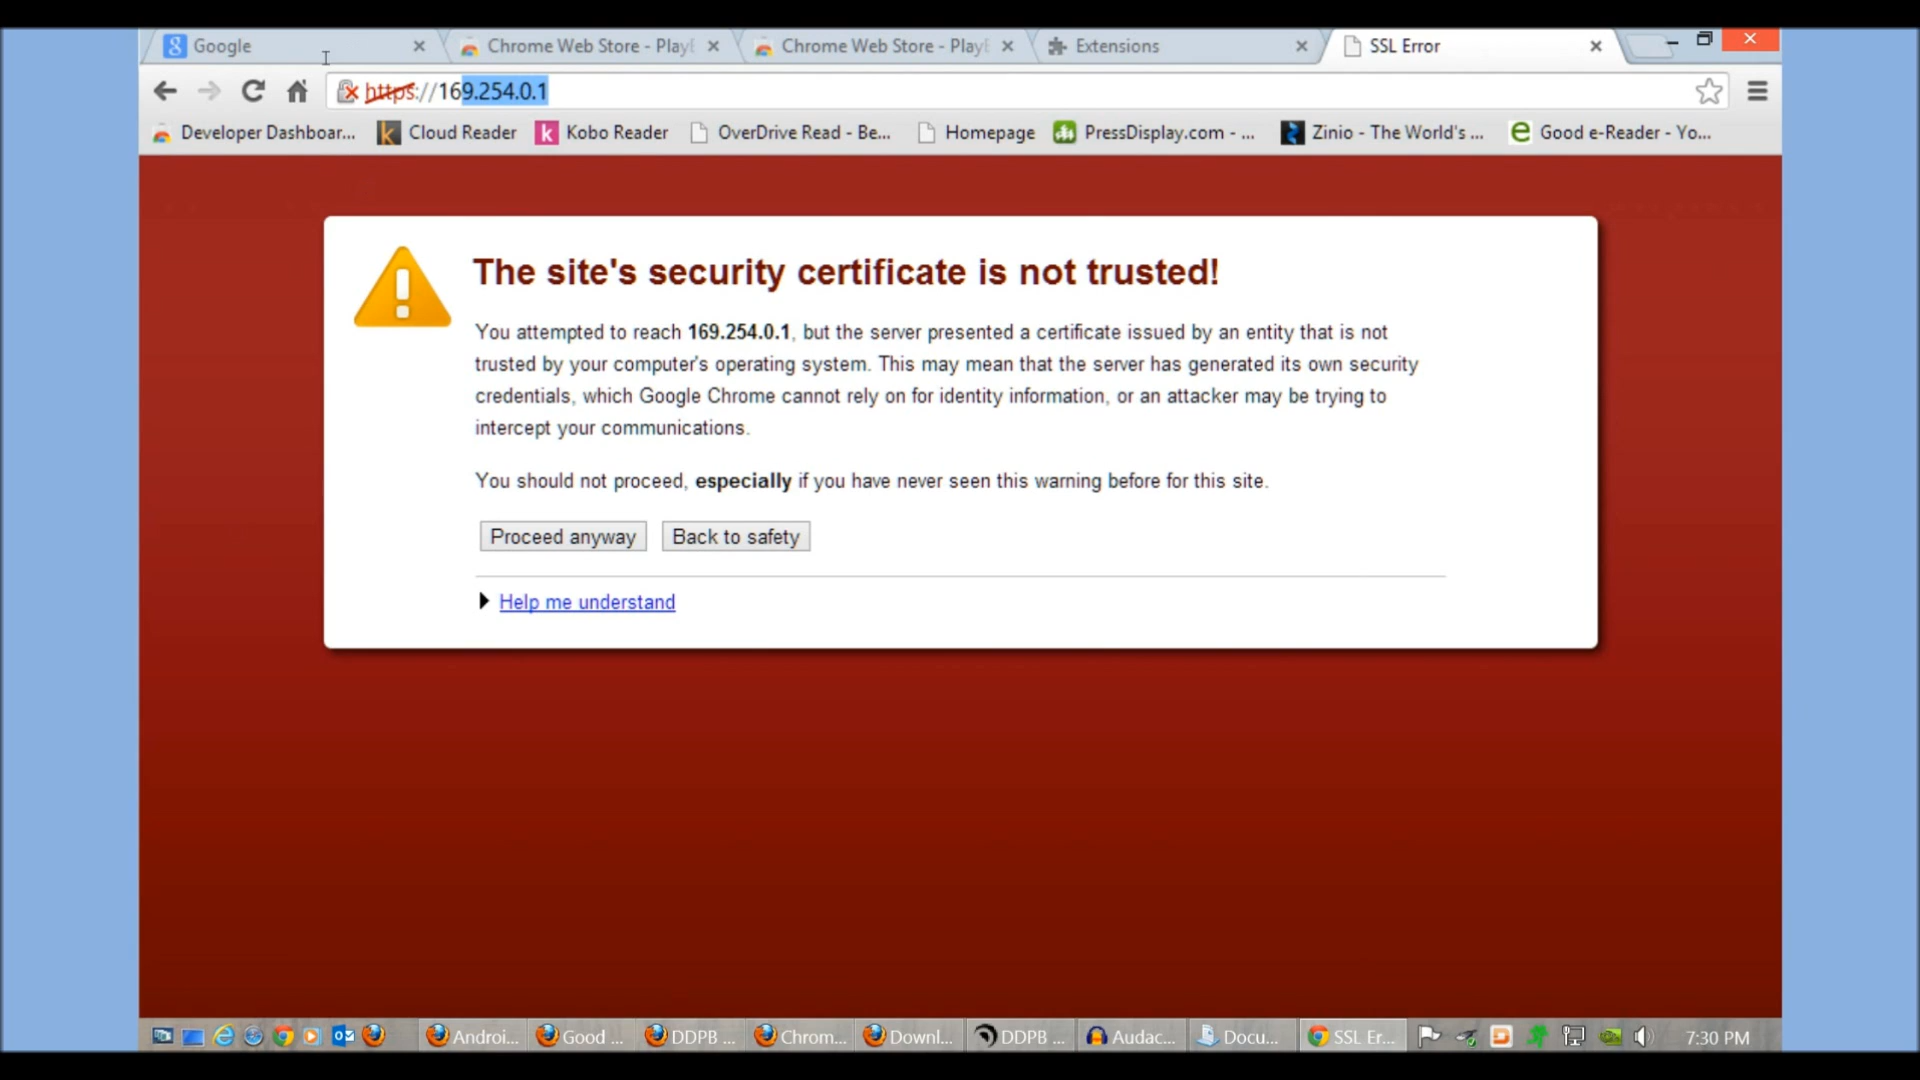 Google
Chrome Web Store - Play
Chrome Web Store - Play
Extensions
SSL Error
https://169.254.0.1
Developer Dashboar...
Cloud Reader
Kobo Reader
OverDrive Read - Be...
Homepage
PressDisplay.com - ...
Zinio - The World's ...
Good e-Reader - Yo...
The site's security certificate is not trusted!
You attempted to reach 169.254.0.1, but the server presented a certificate issued by an entity that is not
trusted by your computer's operating system. This may mean that the server has generated its own security
credentials, which Google Chrome cannot rely on for identity information, or an attacker may be trying to
intercept your communications.
You should not proceed, especially if you have never seen this warning before for this site.
Proceed anyway
Back to safety
Help me understand
Androi...
Good ...
DDPB ...
Chrom...
Downl...
DDPB ...
Audac...
Docu...
SSL Er...
7:30 PM